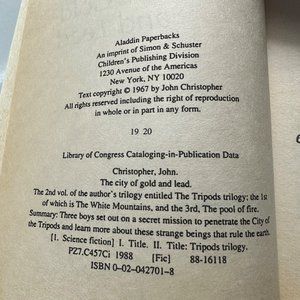 Aladdin Paperbacks
An imprint of Simon & Schuster
Children's Publishing Division
1230 Avenue of the Americas
New York, NY 10020
Text copyright © 1967 by John Christopher
All rights reserved including the right of reproduction
in whole or in part in any form.
19 20
Library of Congress Cataloging-in-Publication Data
Christopher, John.
The city of gold and lead.
The 2nd vol. of the author's trilogy entitled The Tripods trilogy; the 1st
of which is The White Mountains, and the 3rd, The pool of fire.
Summary: Three boys set out on a secret mission to penetrate the City of
the Tripods and learn more about these strange beings that rule the earth.
[1. Science fiction] I. Title. II. Title: Tripods trilogy.
PZ7.C457Ci 1988 [Fic] 88-16118
ISBN 0-02-042701-8